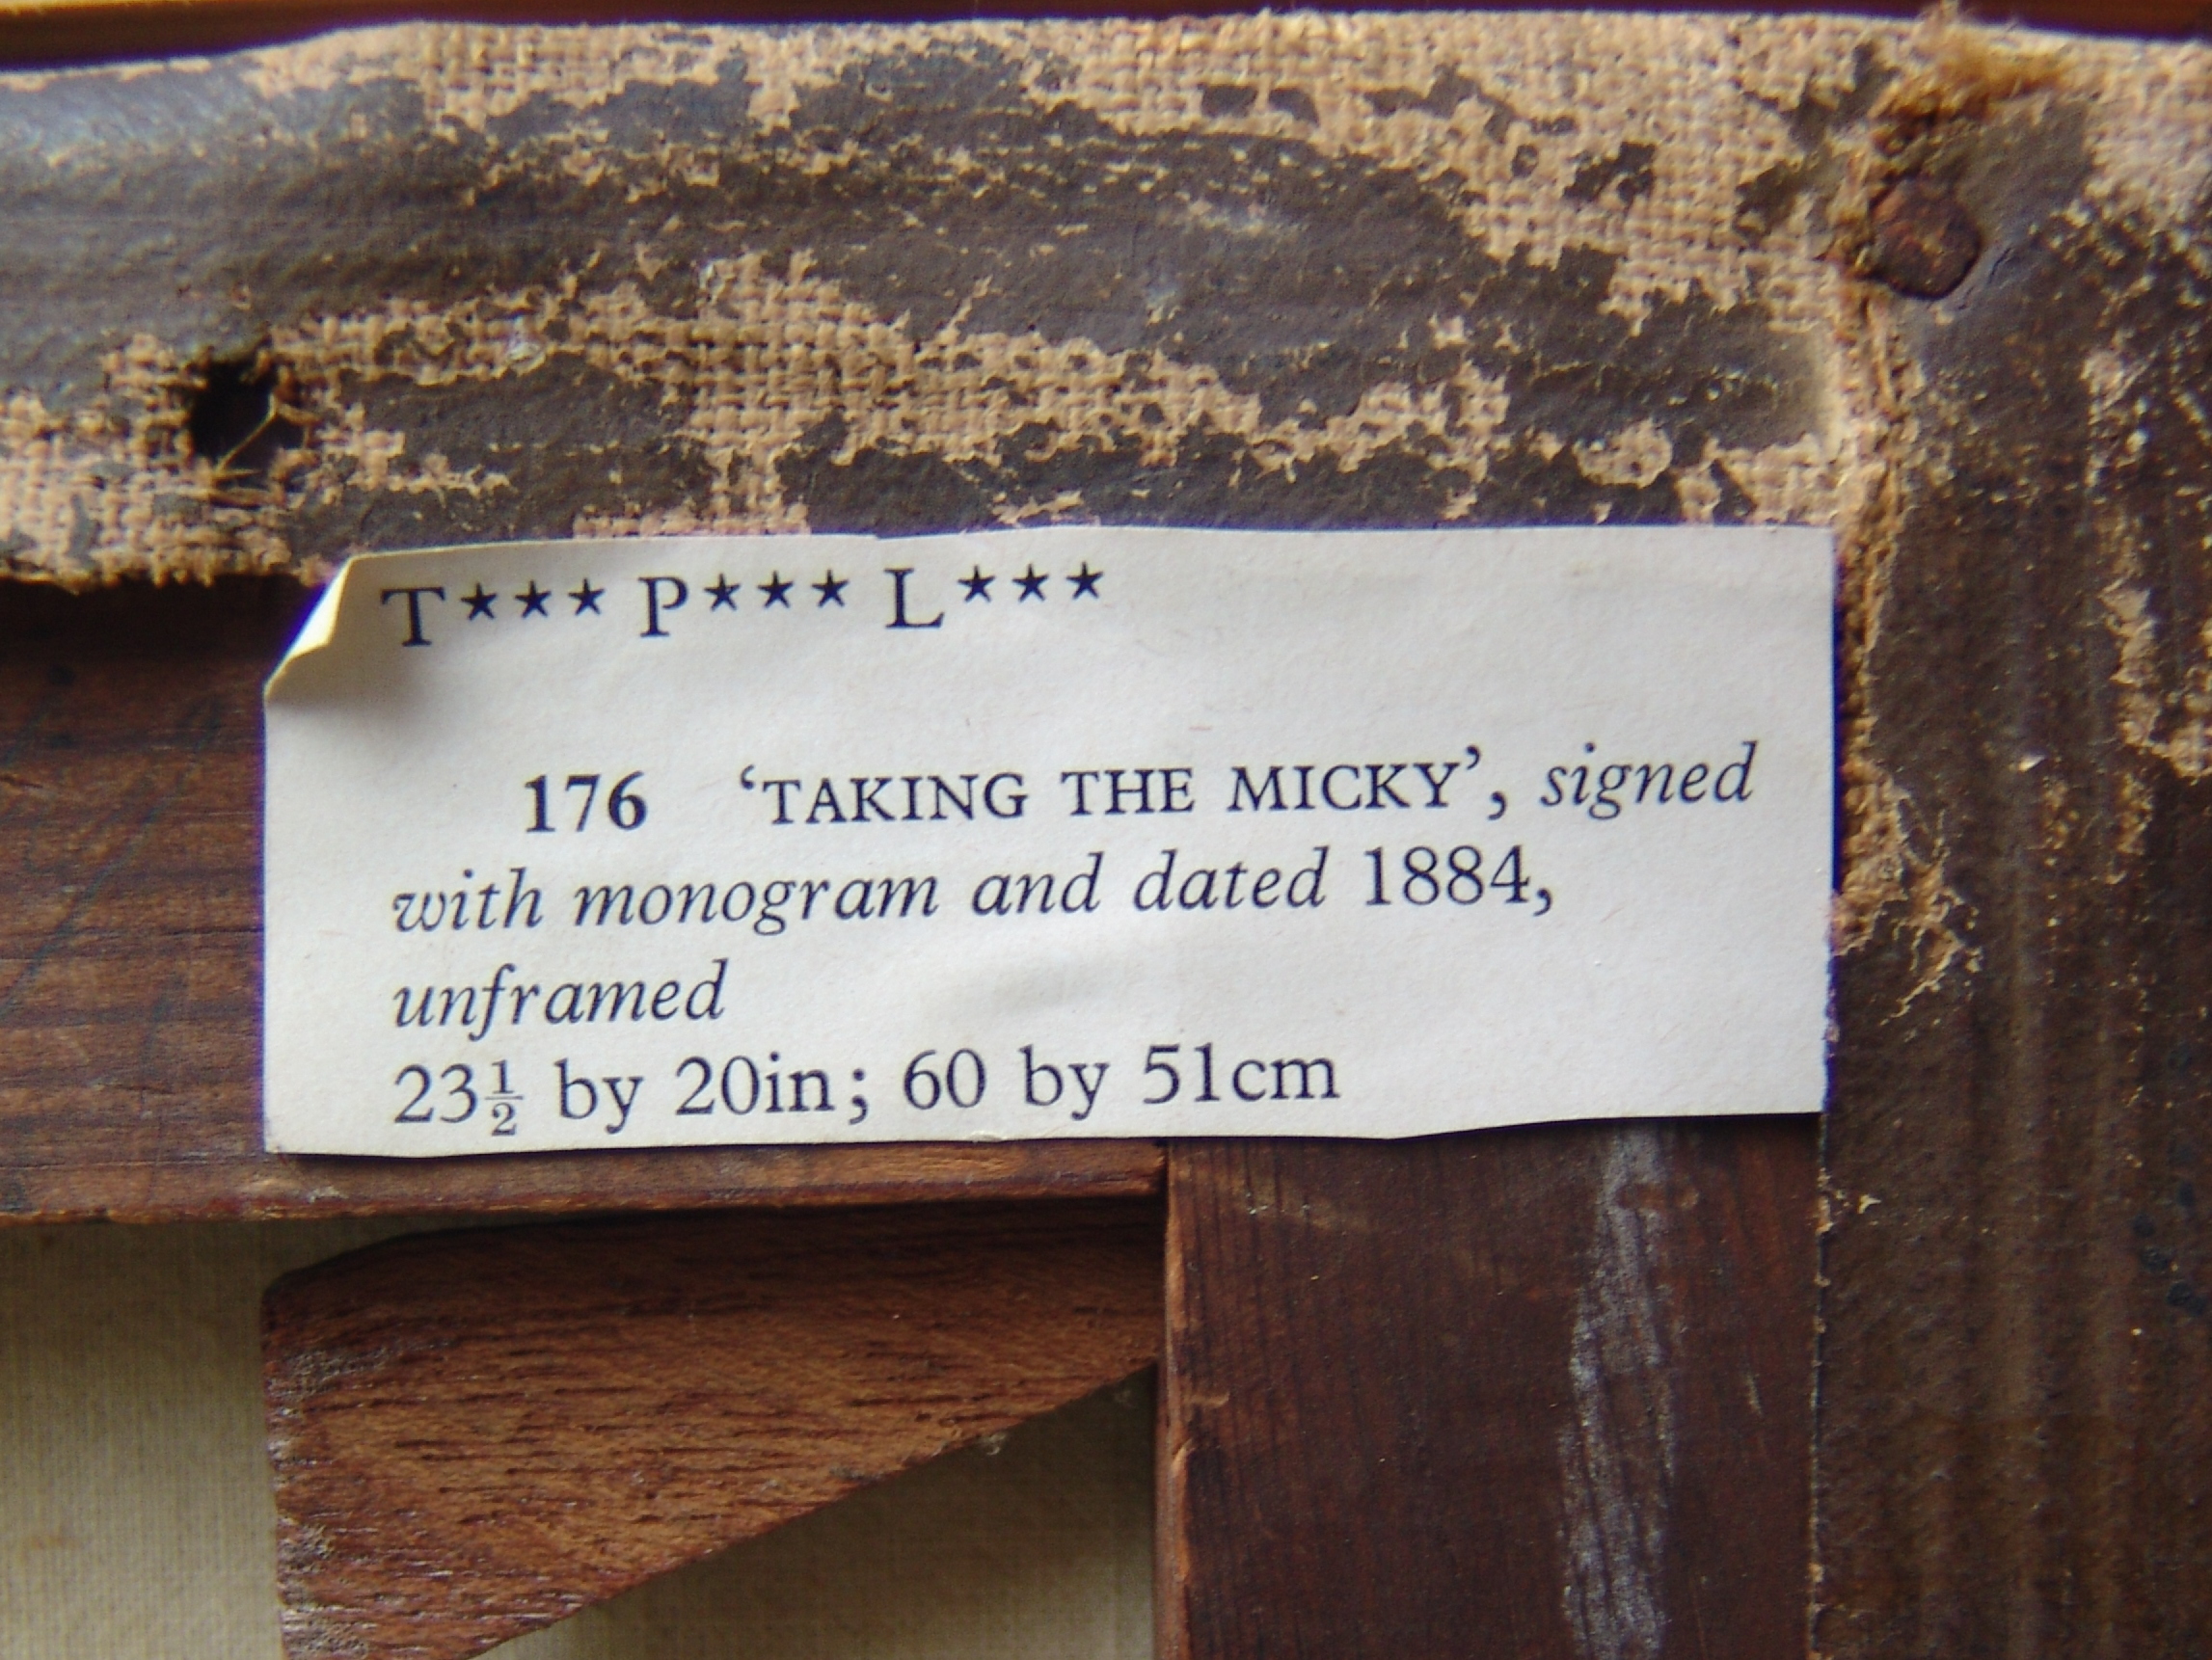 T★★★ P★★★ L★★★
176 ‘TAKING THE MICKY’, signed
with monogram and dated 1884,
unframed
23½ by 20in; 60 by 51cm